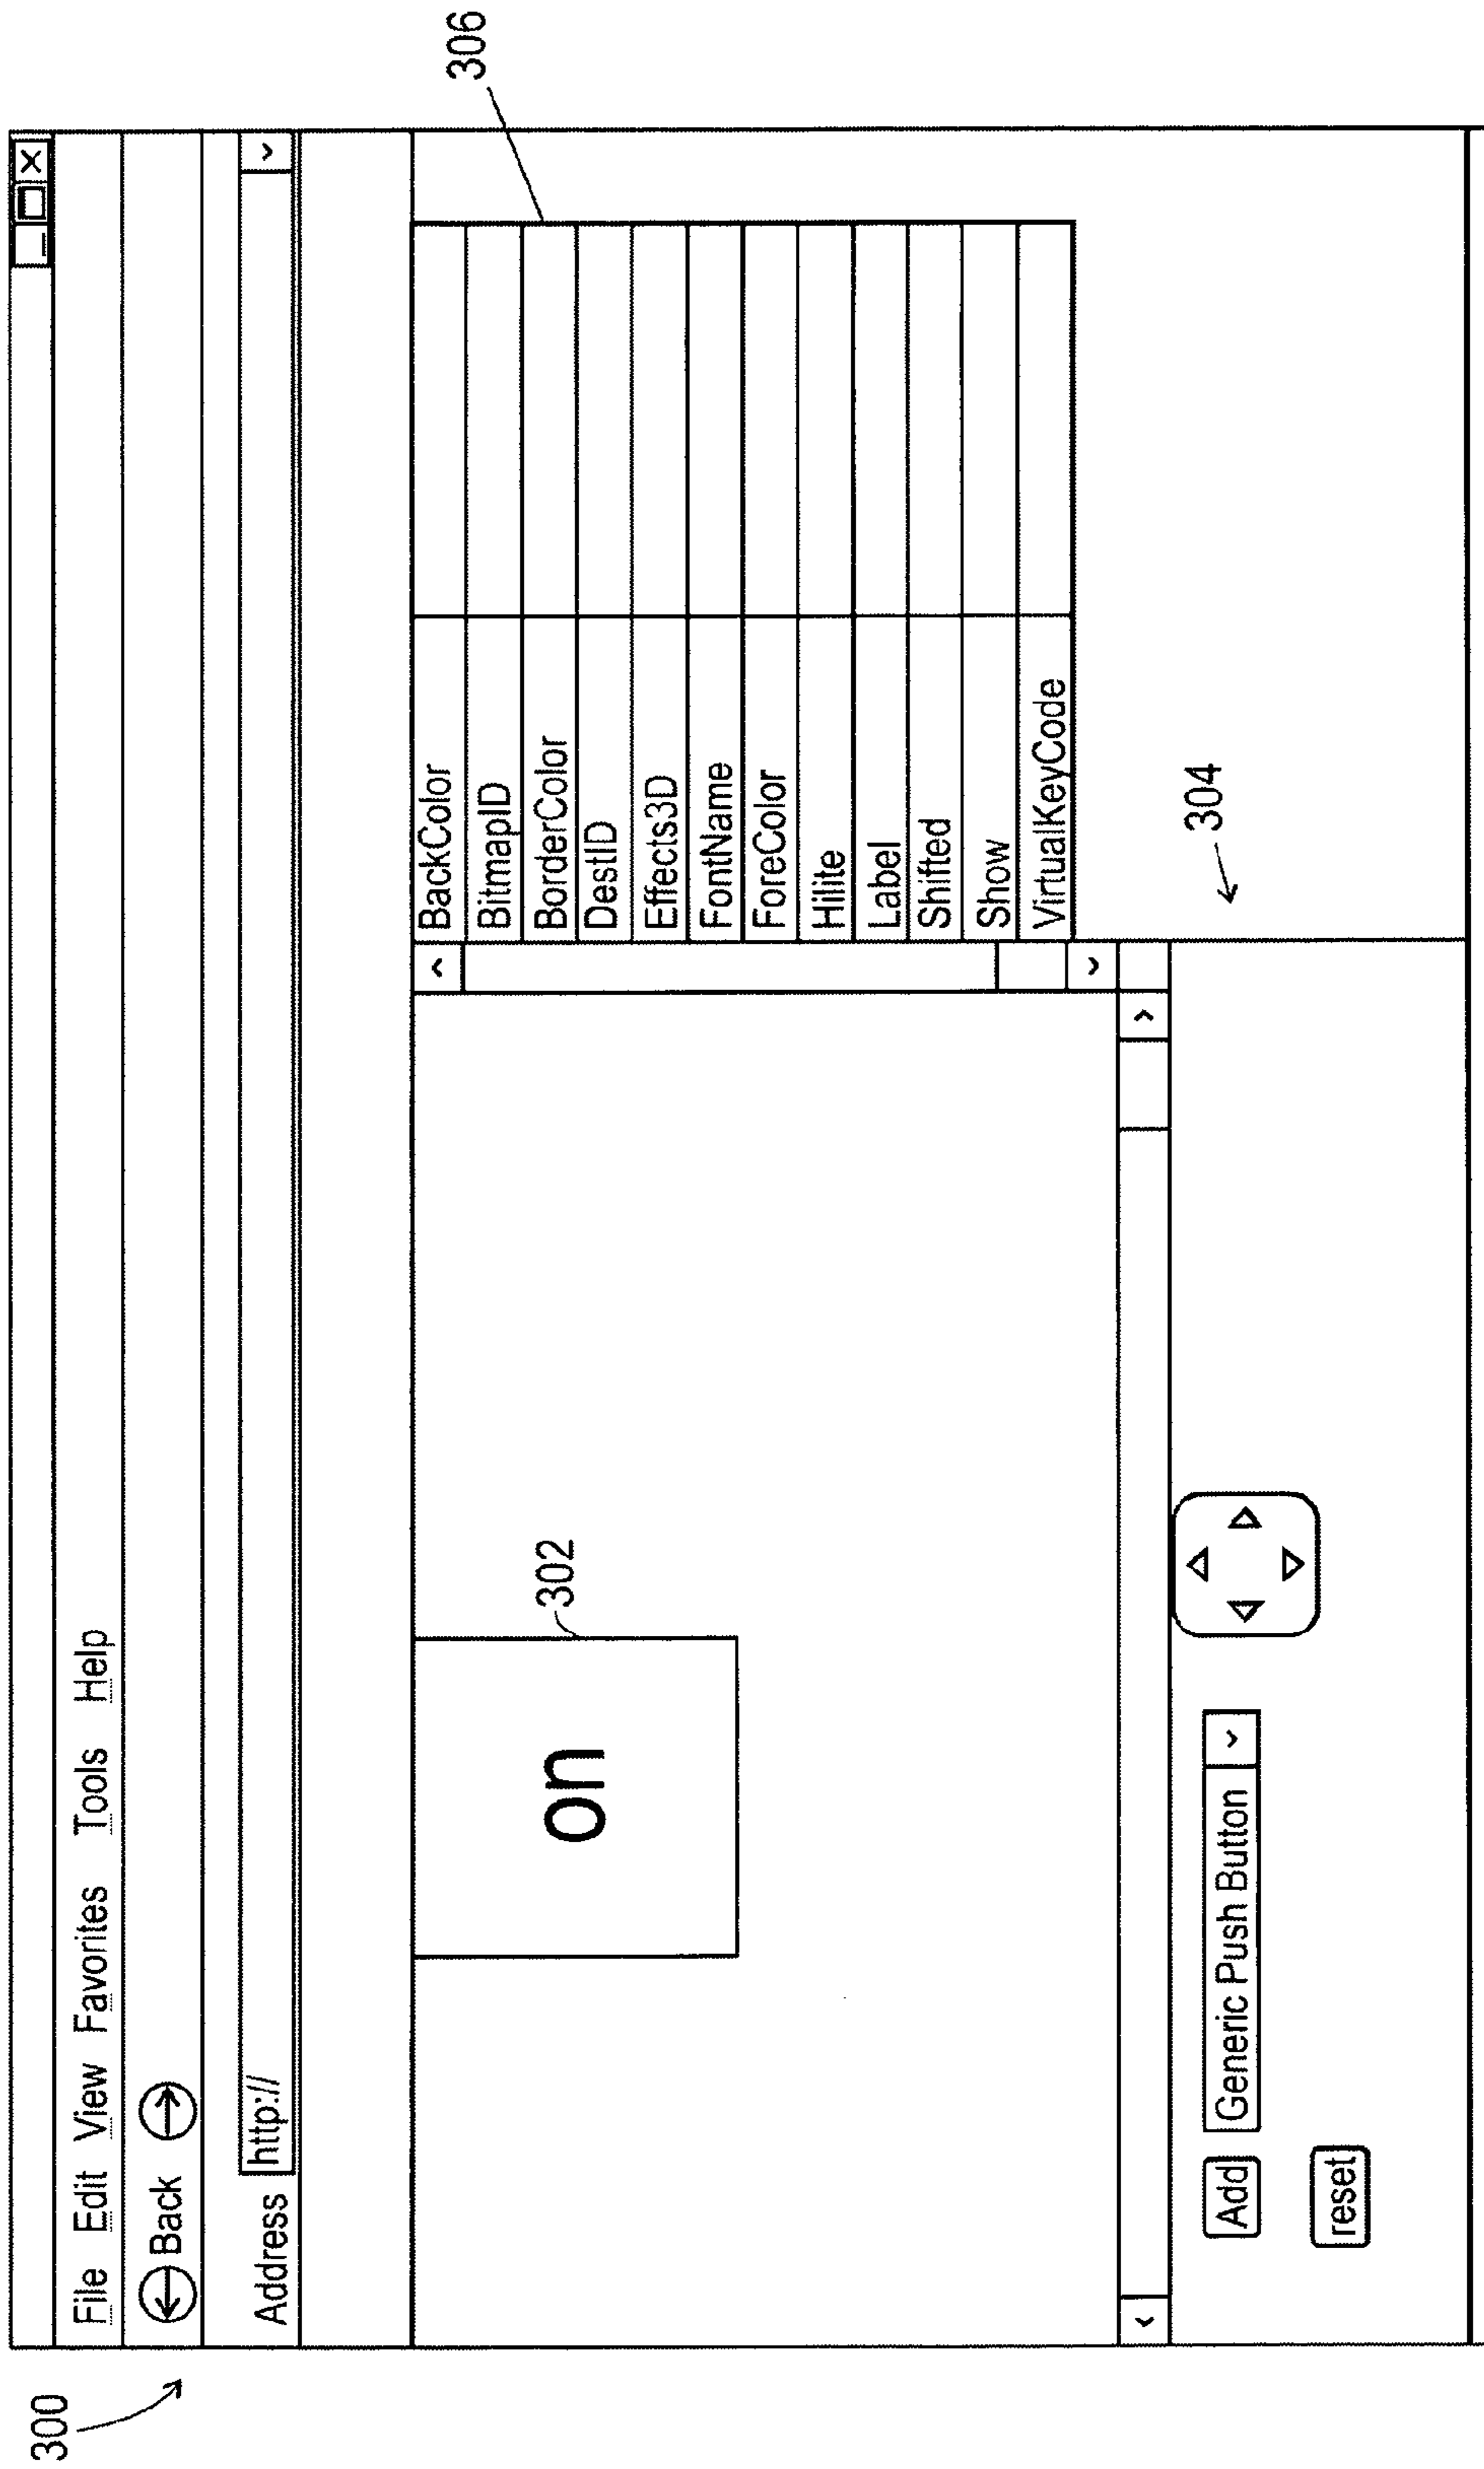 300
File Edit View Favorites Tools Help
Back
Address http://
302
on
306
BackColor
BitmapID
BorderColor
DestID
Effects3D
FontName
ForeColor
Hilite
Label
Shifted
Show
VirtualKeyCode
304
Add Generic Push Button
reset